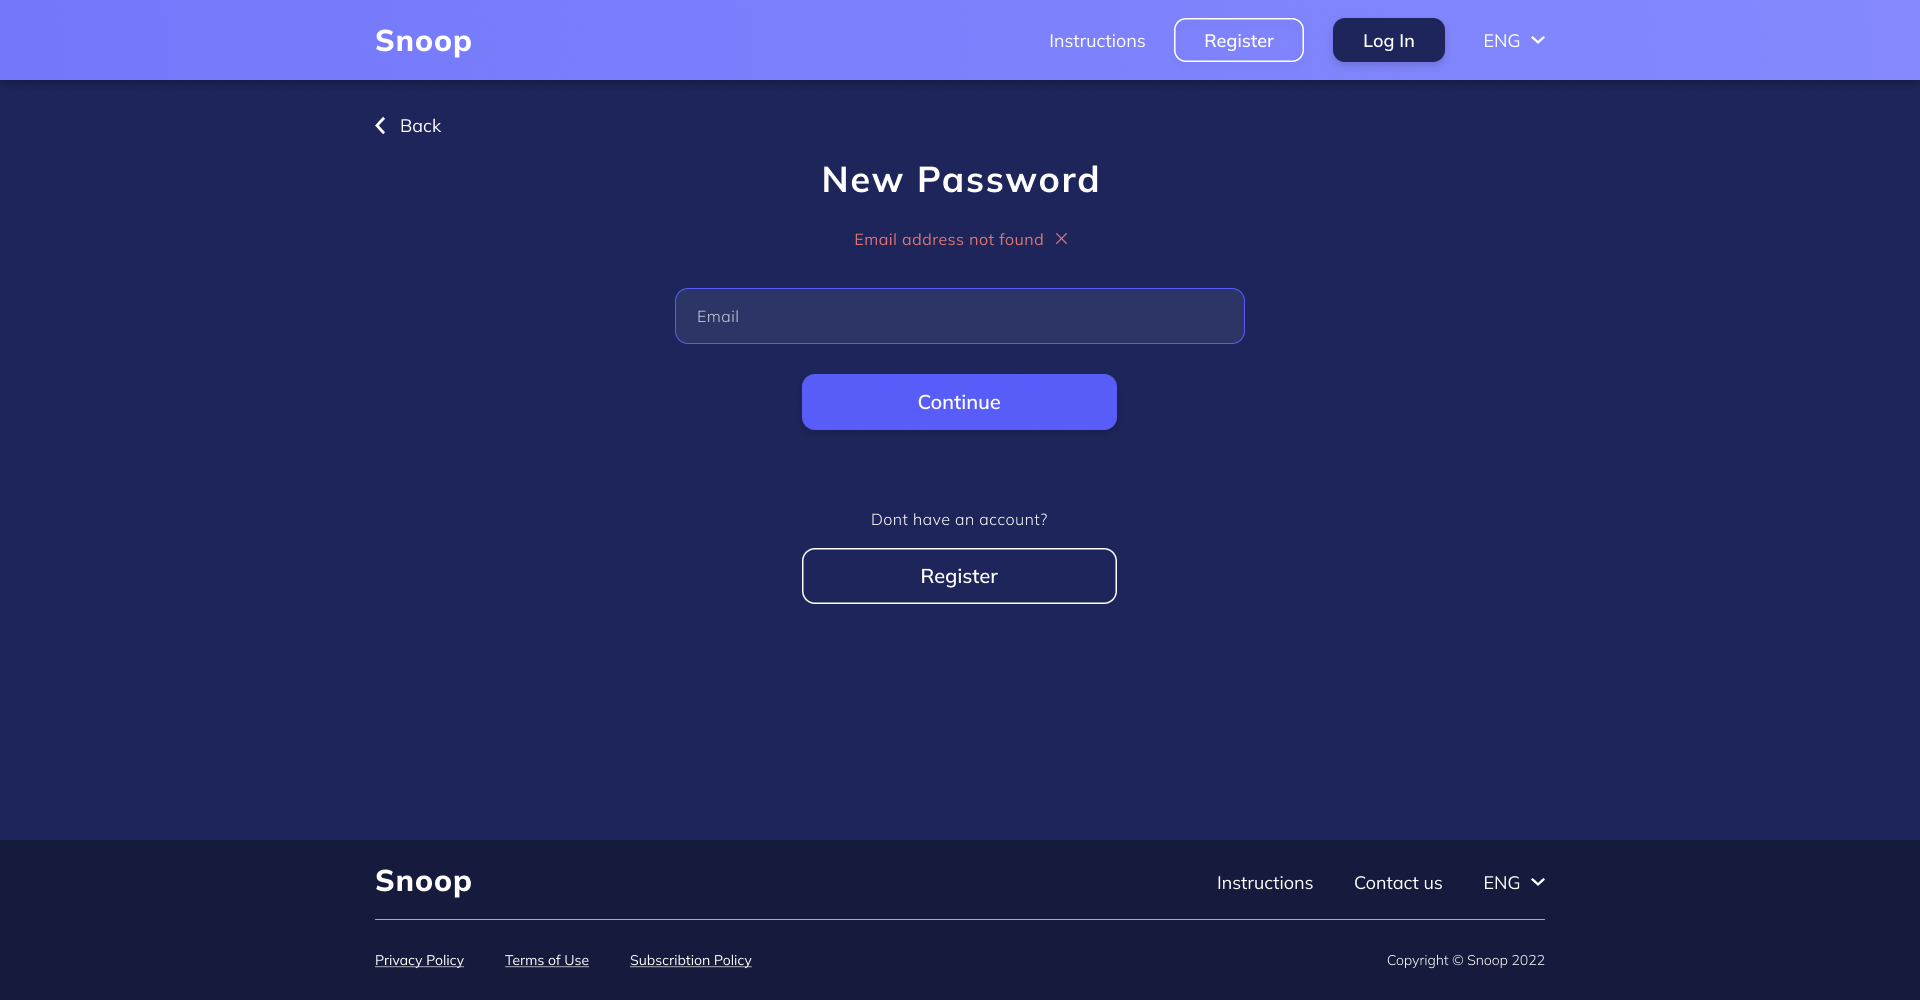 Snoop
Instructions
Register
Log In
ENG
Back
New Password
Email address not found
Email
Continue
Dont have an account?
Register
Snoop
Instructions
Contact us
ENG
Privacy Policy
Terms of Use
Subscribtion Policy
Copyright © Snoop 2022